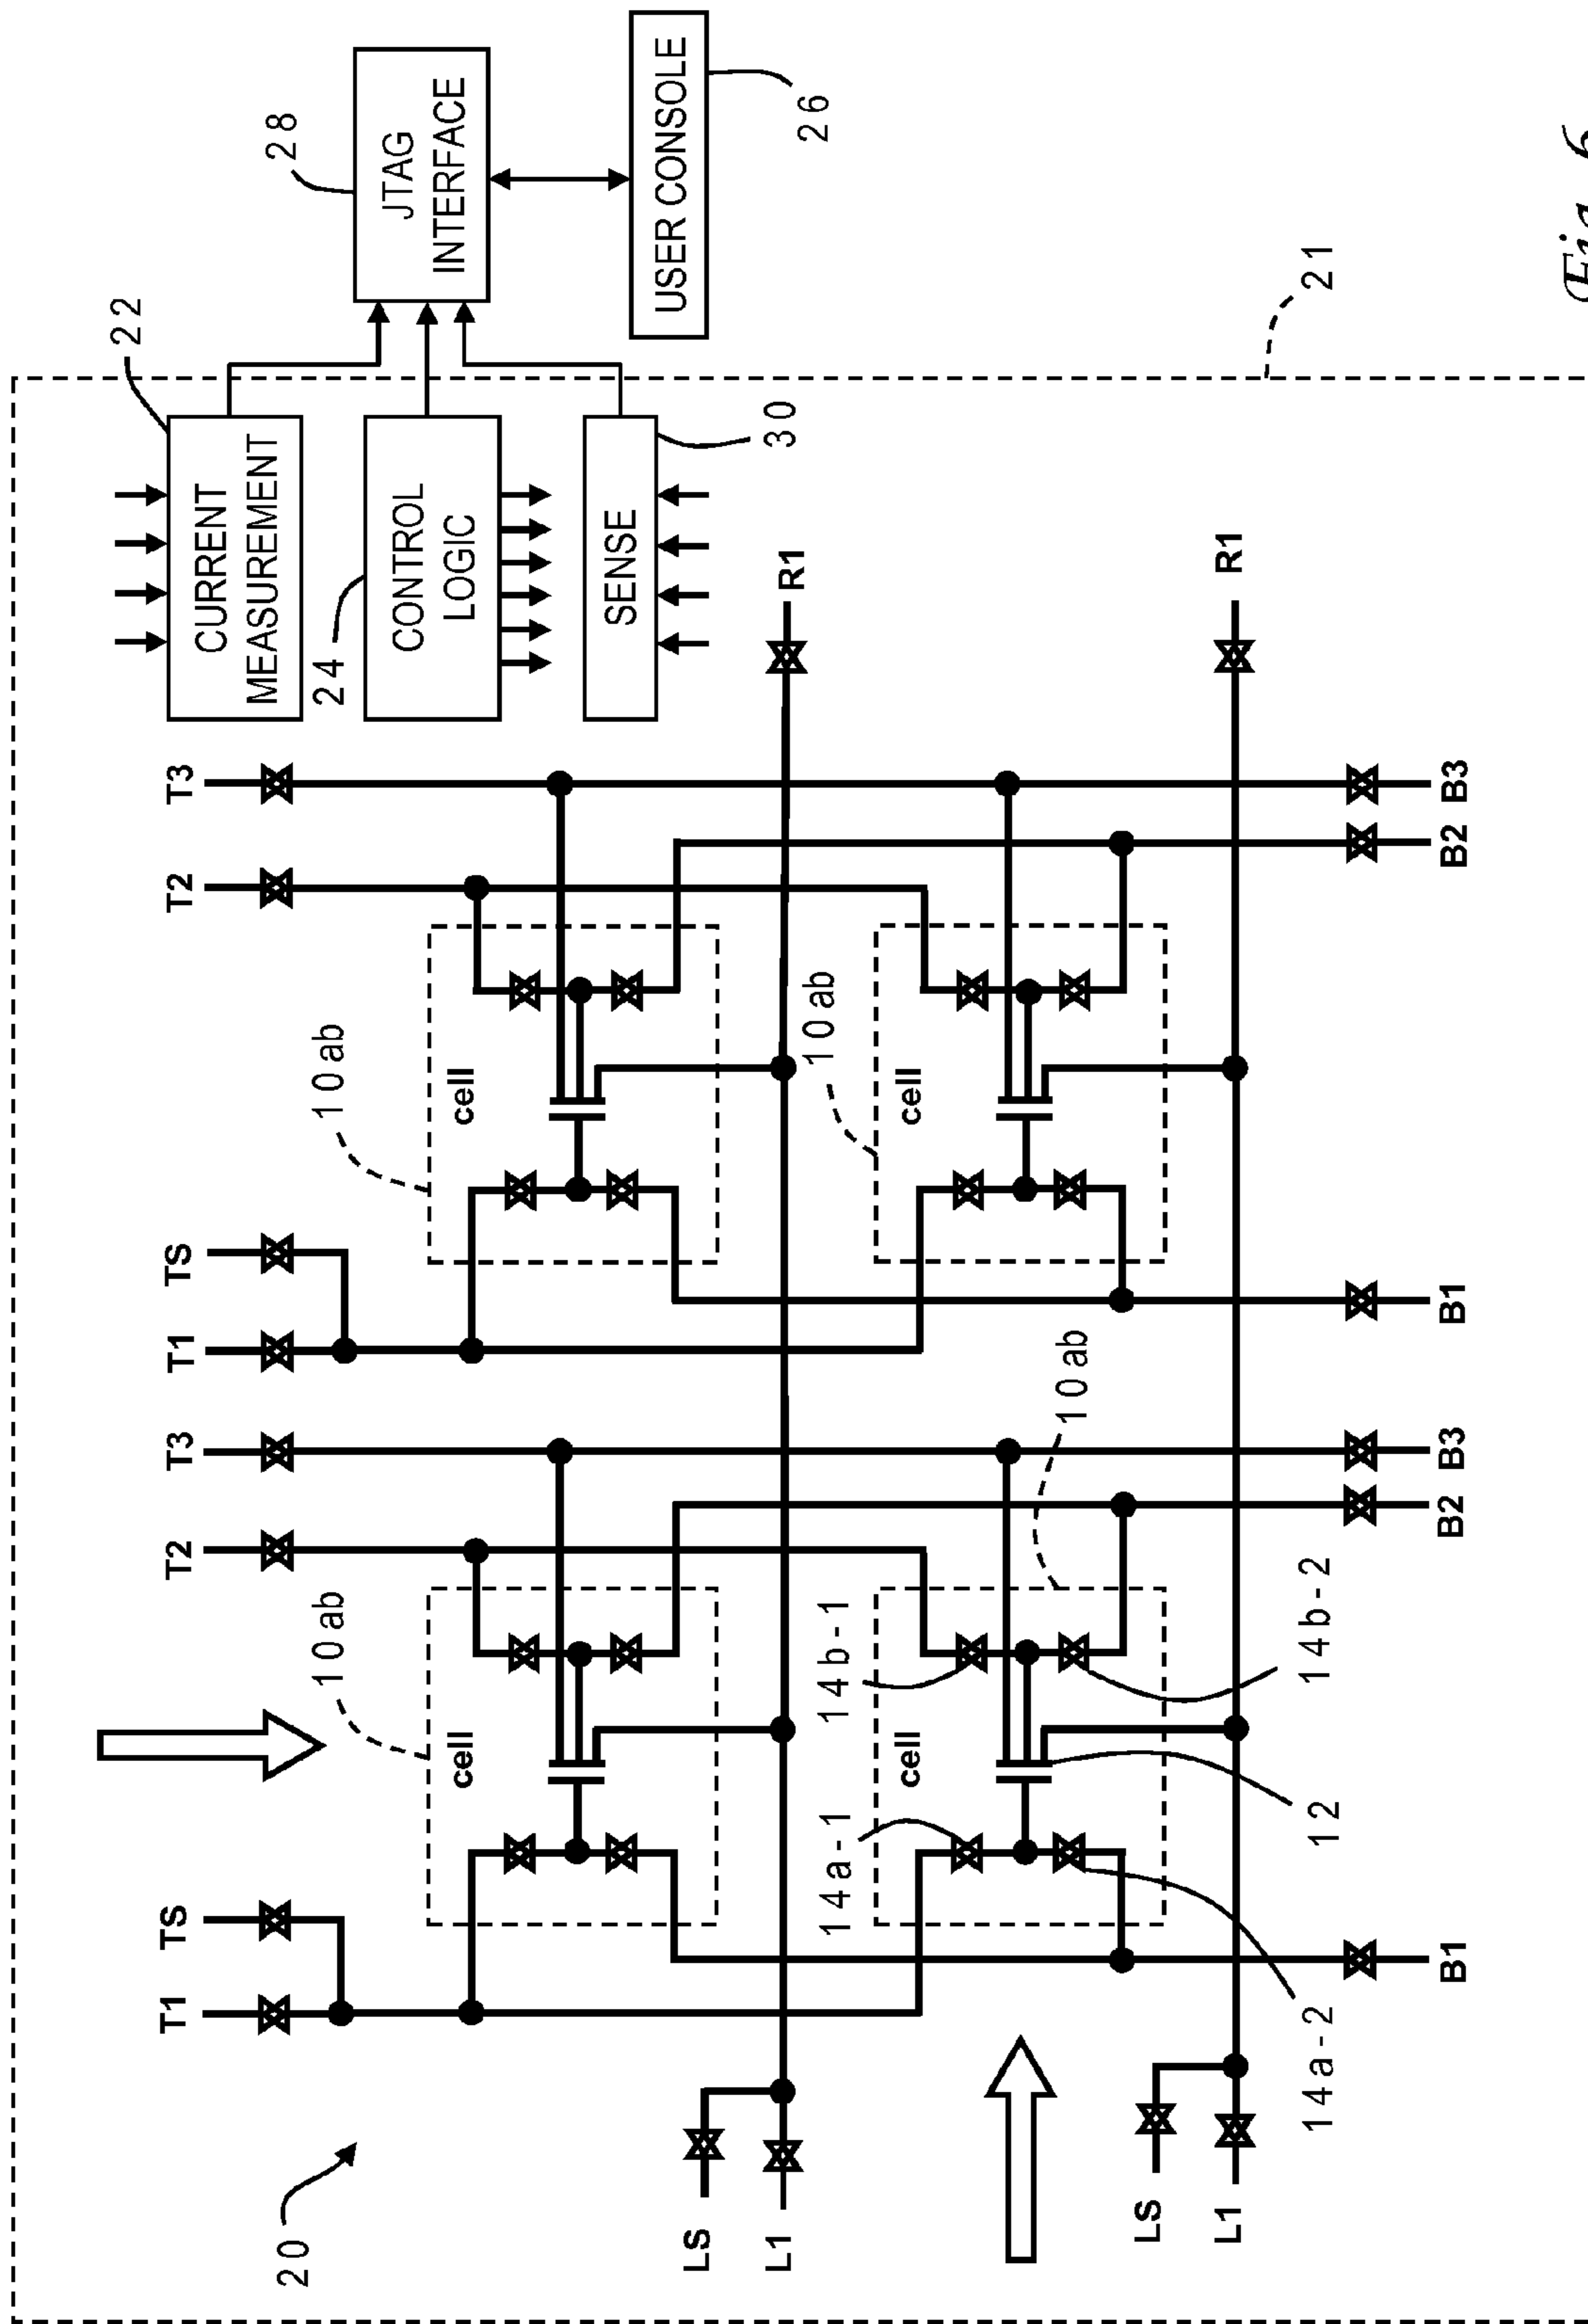 20
T1
TS
T2
T3
T1
TS
T2
T3
22
CURRENT
MEASUREMENT
24
CONTROL
LOGIC
SENSE
30
28
JTAG
INTERFACE
USER CONSOLE
26
10ab
cell
10ab
cell
LS
L1
R1
14a-1
14b-1
cell
10ab
10ab
cell
LS
L1
R1
14a-2
12
14b-2
B1
B2
B3
B1
B2
B3
21
Fig. 6